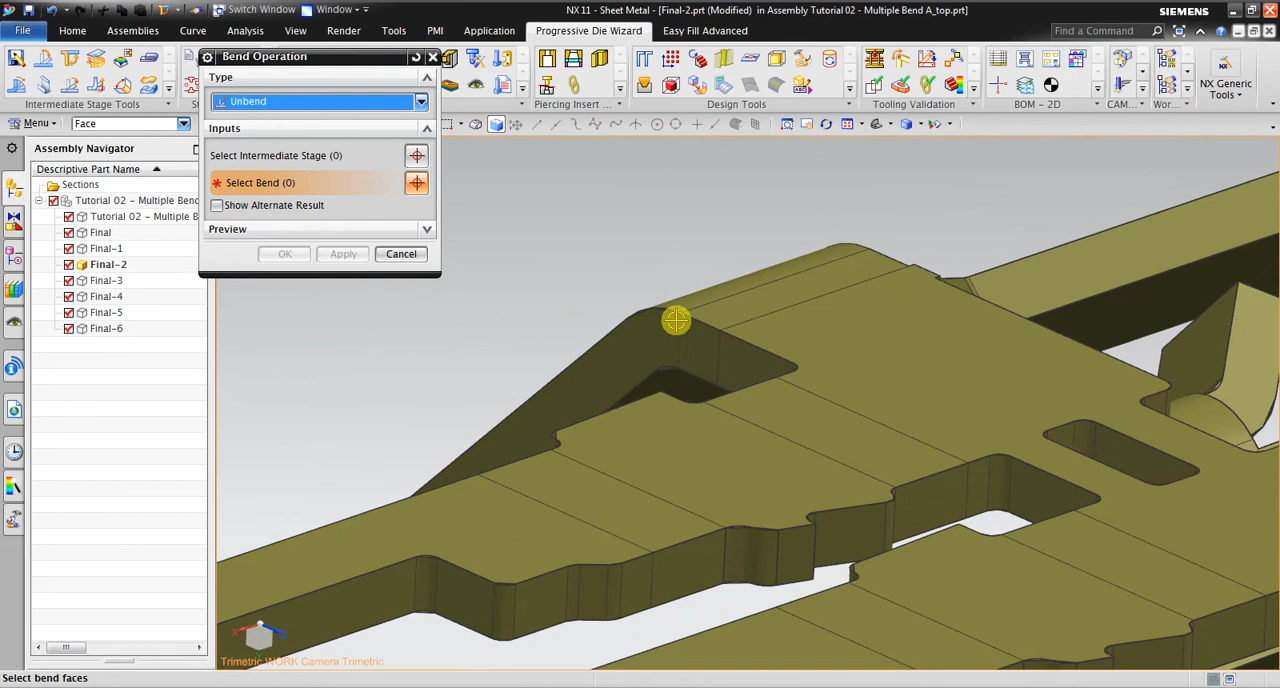 Switch Window
Window
NX 11 - Sheet Metal - [Final-2.prt (Modified) in Assembly Tutorial 02 - Multiple Bend A_top.prt]
SIEMENS
File
Home
Assemblies
Curve
Analysis
View
Render
Tools
PMI
Application
Progressive Die Wizard
Easy Fill Advanced
Find a Command
Intermediate Stage Tools
Piercing Insert ...
Design Tools
Tooling Validation
BOM - 2D
CAM...
Wor...
NX Generic
Tools
Menu
Face
Assembly Navigator
Descriptive Part Name
Sections
Tutorial 02 - Multiple Bend
Tutorial 02 - Multiple B
Final
Final-1
Final-2
Final-3
Final-4
Final-5
Final-6
Bend Operation
Type
Unbend
Inputs
Select Intermediate Stage (0)
* Select Bend (0)
Show Alternate Result
Preview
OK
Apply
Cancel
X
Trimetric WORK Camera Trimetric
Select bend faces